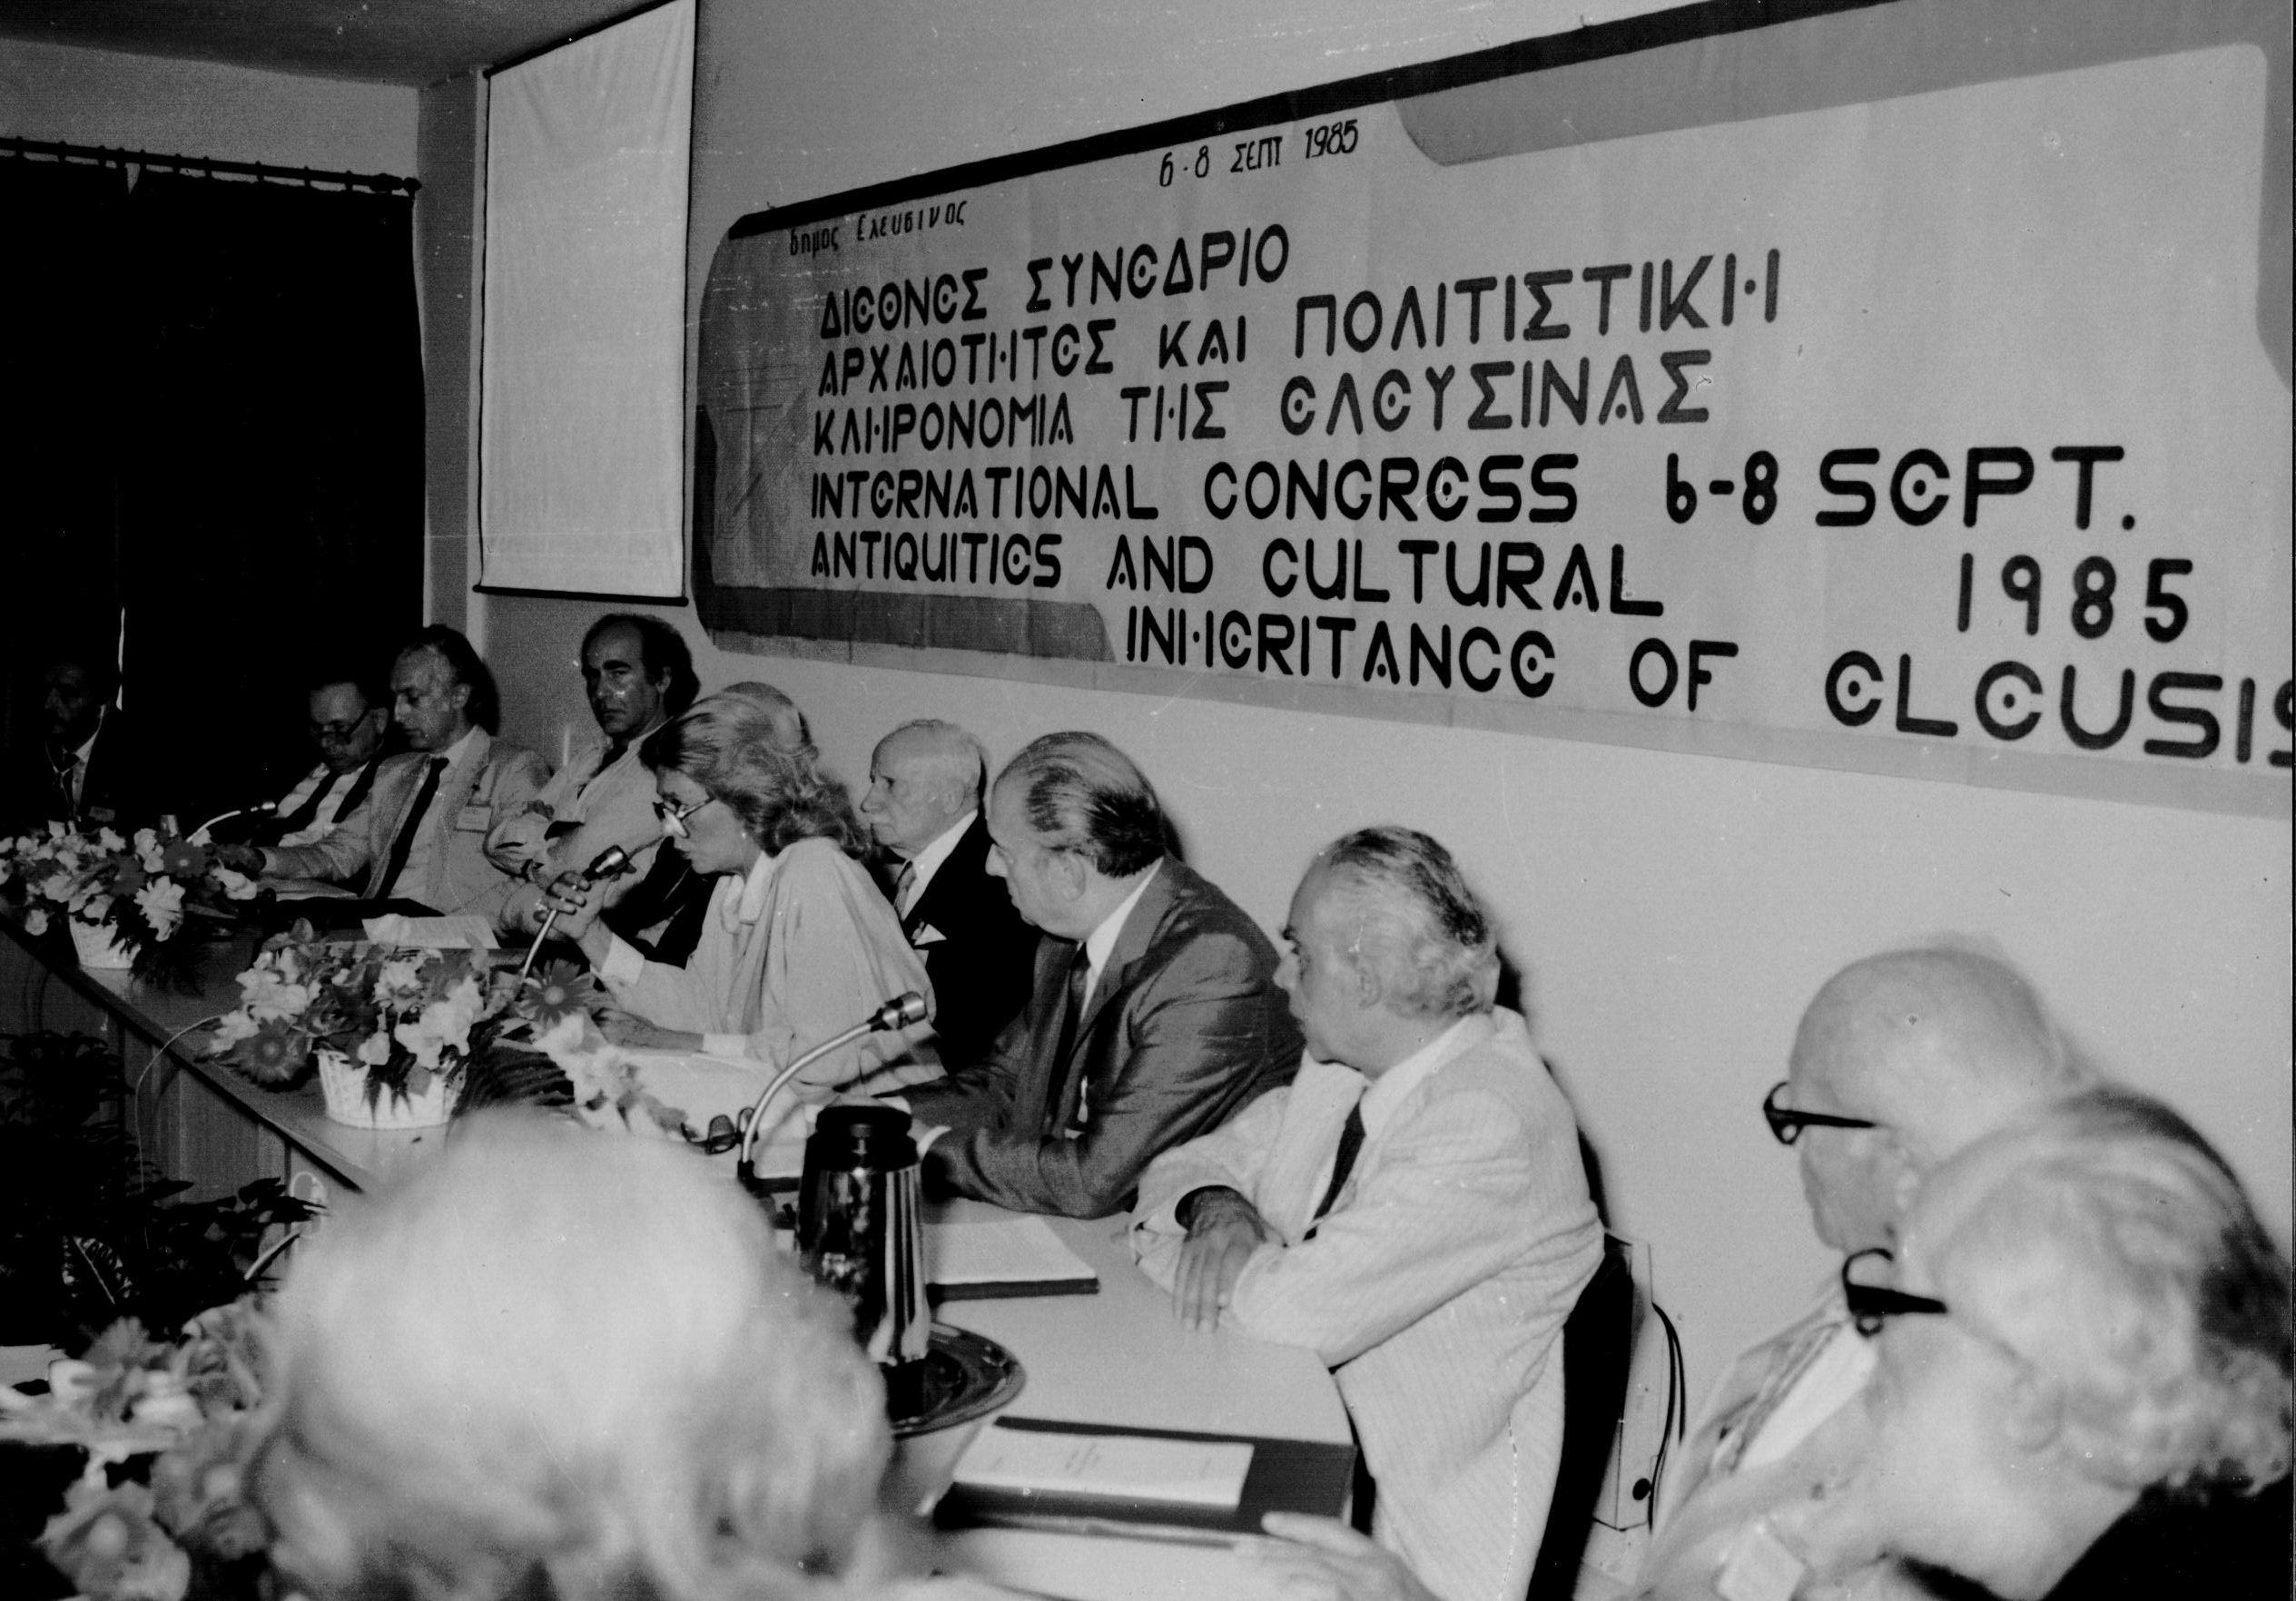 6-8 ΣΕΠΤ 1985
δημος Ελευσινος
ΔΙΕΘΝΕΣ ΣΥΝΕΔΡΙΟ
ΑΡΧΑΙΟΤΗΤΕΣ ΚΑΙ ΠΟΛΙΤΙΣΤΙΚΗ
ΚΛΗΡΟΝΟΜΙΑ ΤΗΣ ΕΛΕΥΣΙΝΑΣ
INTERNATIONAL CONGRESS 6-8 SEPT.
ANTIQUITIES AND CULTURAL 1985
INHERITANCE OF ELEUSIS